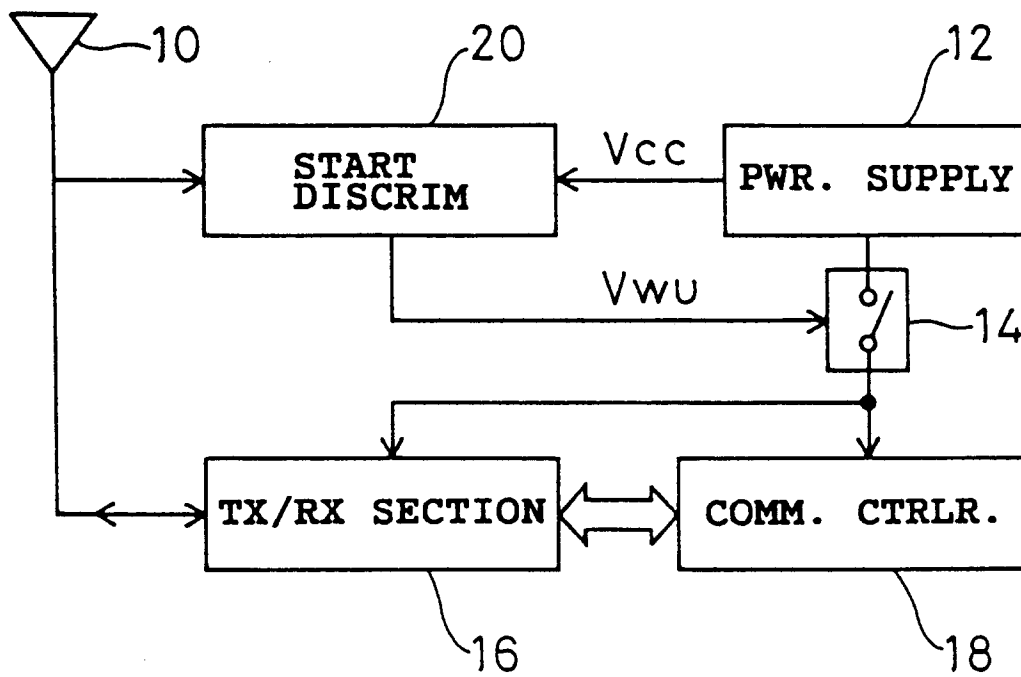 10
20
12
START
DISCRIM
Vcc
PWR. SUPPLY
Vwu
14
TX/RX SECTION
COMM. CTRLR.
16
18